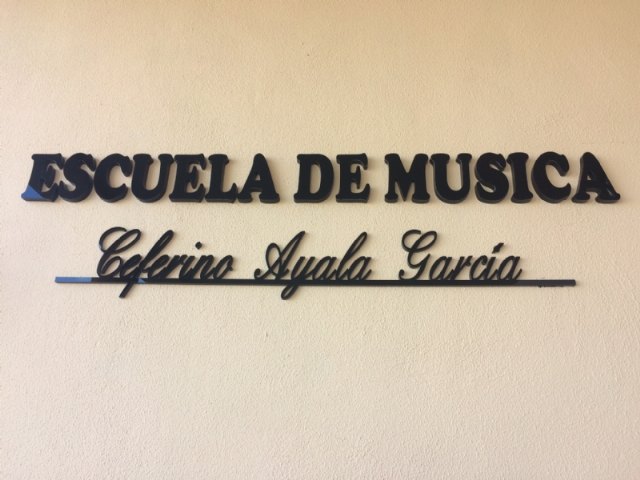 ESCUELA DE MUSICA
Ceferino Ayala García